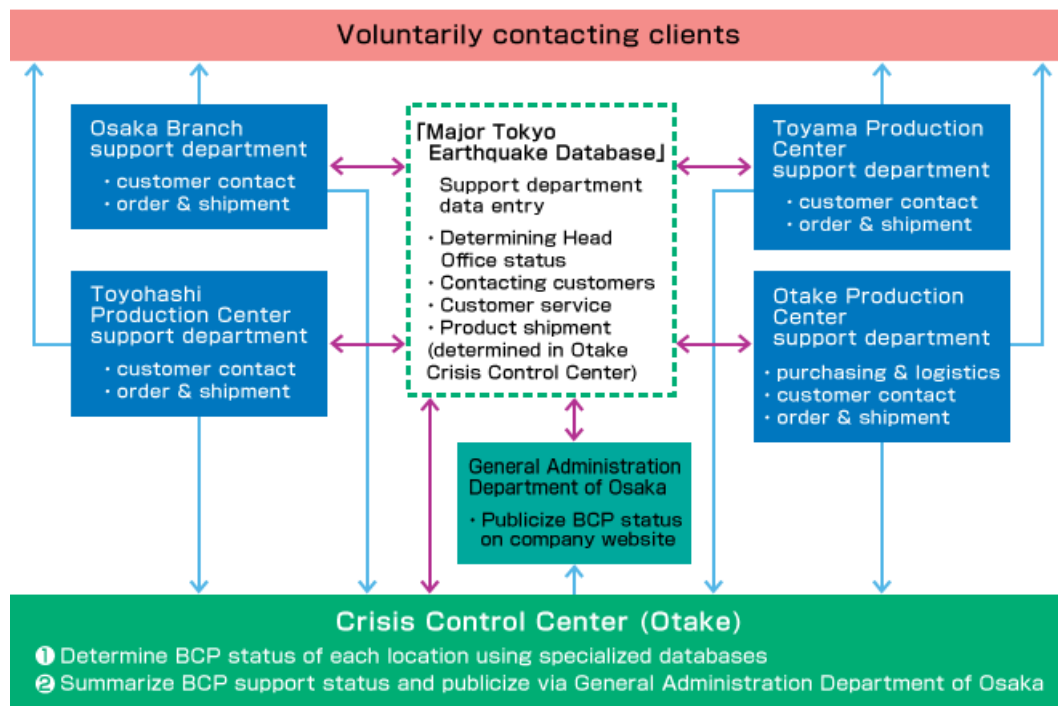 Voluntarily contacting clients
Osaka Branch
support department
・customer contact
・order & shipment
Toyohashi
Production Center
support department
・customer contact
・order & shipment
「Major Tokyo
Earthquake Database」
Support department
data entry
・Determining Head
Office status
・Contacting customers
・Customer service
・Product shipment
(determined in Otake
Crisis Control Center)
Toyama Production
Center
support department
・customer contact
・order & shipment
Otake Production
Center
support department
・purchasing & logistics
・customer contact
・order & shipment
General Administration
Department of Osaka
・Publicize BCP status
on company website
Crisis Control Center (Otake)
❶ Determine BCP status of each location using specialized databases
❷ Summarize BCP support status and publicize via General Administration Department of Osaka